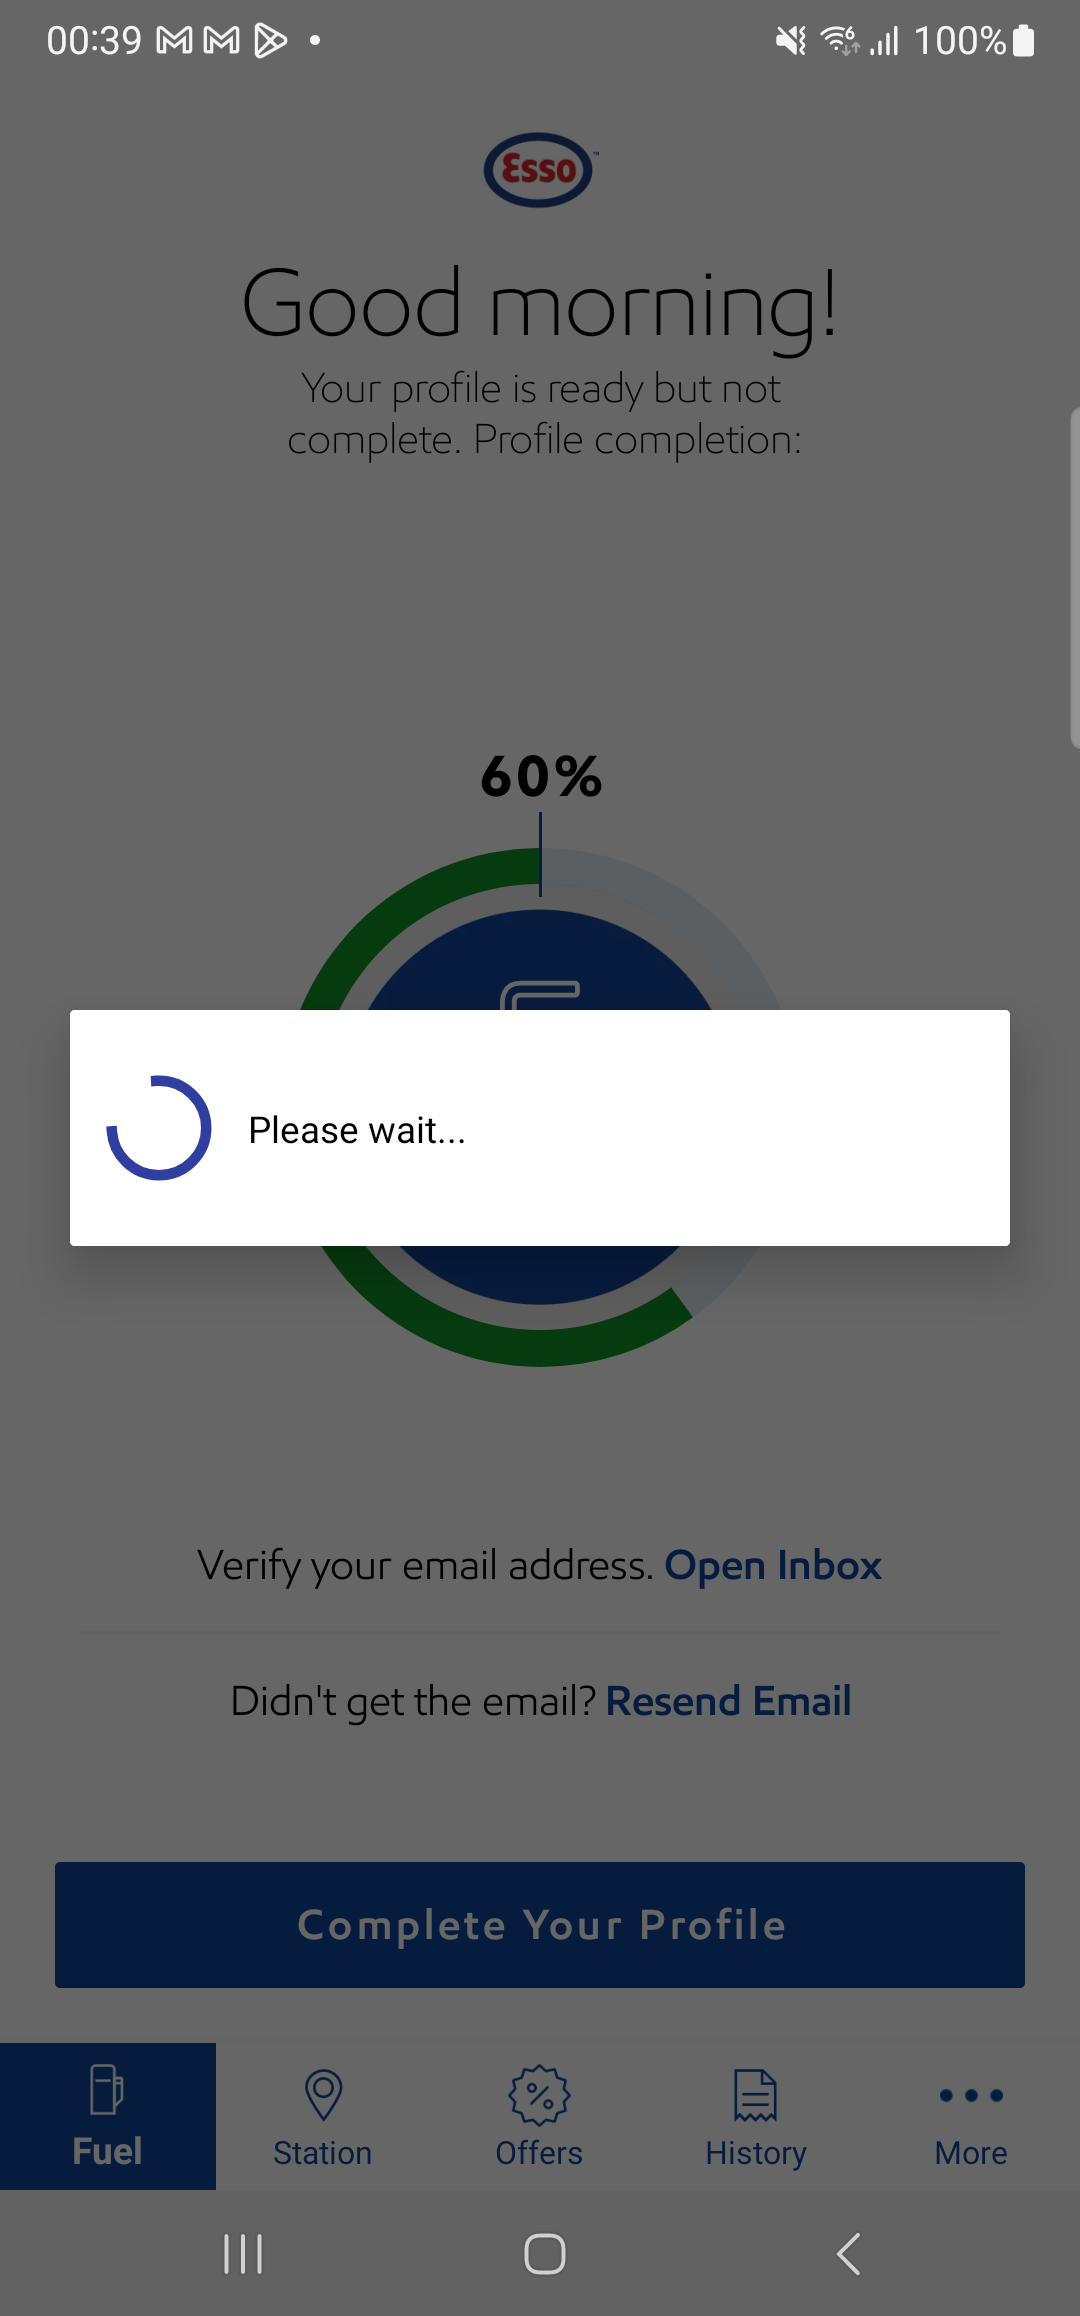 00:39
6
100%
Esso
Good morning!
Your profile is ready but not
complete. Profile completion:
60%
Please wait...
Verify your email address. Open Inbox
Didn't get the email? Resend Email
Complete Your Profile
Fuel
Station
Offers
History
More